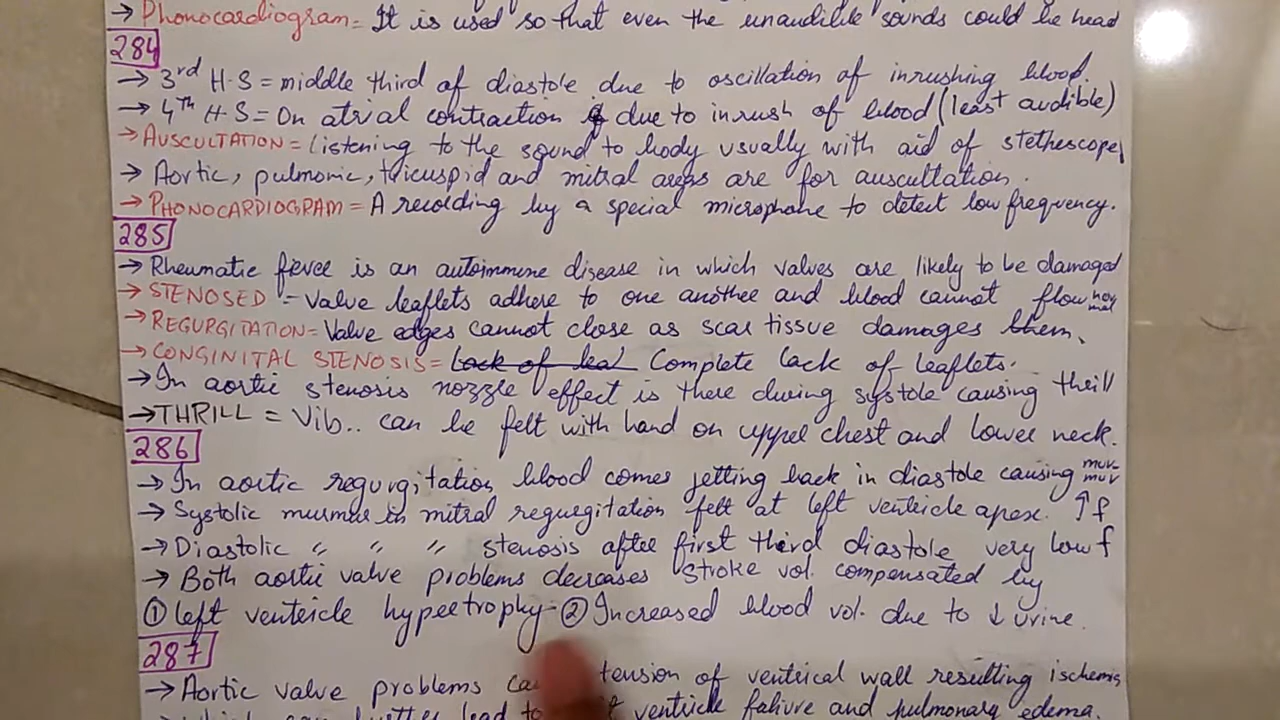 → Phonocardiogram = It is used so that even the unaudible sounds could be head
284
→ 3rd H.S = middle third of diastole due to oscillation of inrushing blood.
→ 4th H.S = On atrial contraction due to inrush of blood (least audible)
→ AUSCULTATION = listening to the sound to body usually with aid of stethescope
→ Aortic, pulmonic, tricuspid and mitral areas are for auscultation.
→ PHONOCARDIOGRAM = A recolding by a special microphone to detect low frequency.
285
→ Rheumatic fever is an autoimmune disease in which valves are likely to be damaged
→ STENOSED = Valve leaflets adhere to one another and blood cannot flow normal
→ REGURGITATION = Valve edges cannot close as scar tissue damages them.
→ CONGINITAL STENOSIS = Lack of leaf Complete lack of leaflets.
→ In aortic stenosis nozzle effect is there during systole causing thrill
→ THRILL = Vib.. can be felt with hand on upper chest and lower neck.
286
→ In aortic regurgitation blood comes jetting back in diastole causing murmur
→ Systolic murmur in mitral regurgitation felt at left ventricle apex. ↑f
→ Diastolic " " " stenosis after first third diastole very low f
→ Both aortic valve problems decreases stroke vol. compensated by
① left ventricle hypertrophy ② Increased blood vol. due to ↓ urine.
287
→ Aortic valve problems tension of ventrical wall resulting ischemia
lead to ventricle failure and pulmonary edema.